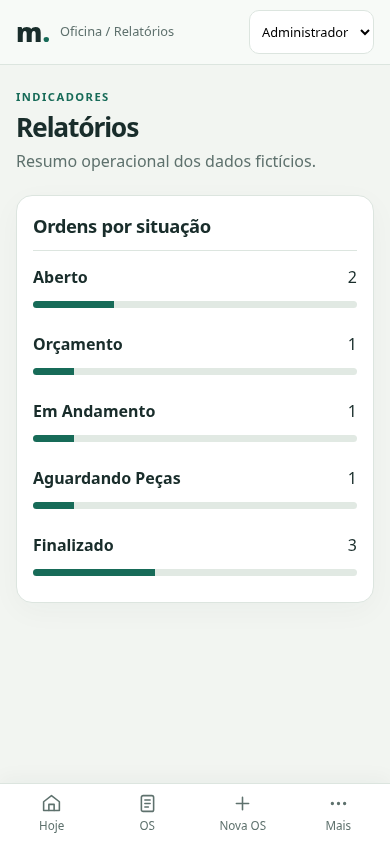 m. Oficina / Relatórios Administrador
INDICADORES
Relatórios
Resumo operacional dos dados fictícios.
Ordens por situação
Aberto 2
Orçamento 1
Em Andamento 1
Aguardando Peças 1
Finalizado 3
Hoje OS Nova OS Mais